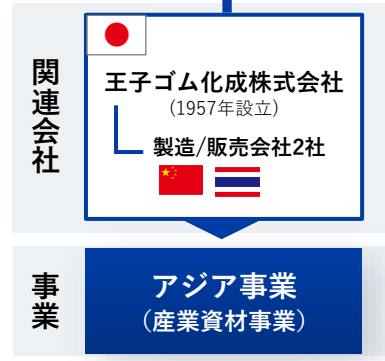 関連会社
王子ゴム化成株式会社
(1957年設立)
製造/販売会社2社
事業
アジア事業
(産業資材事業)